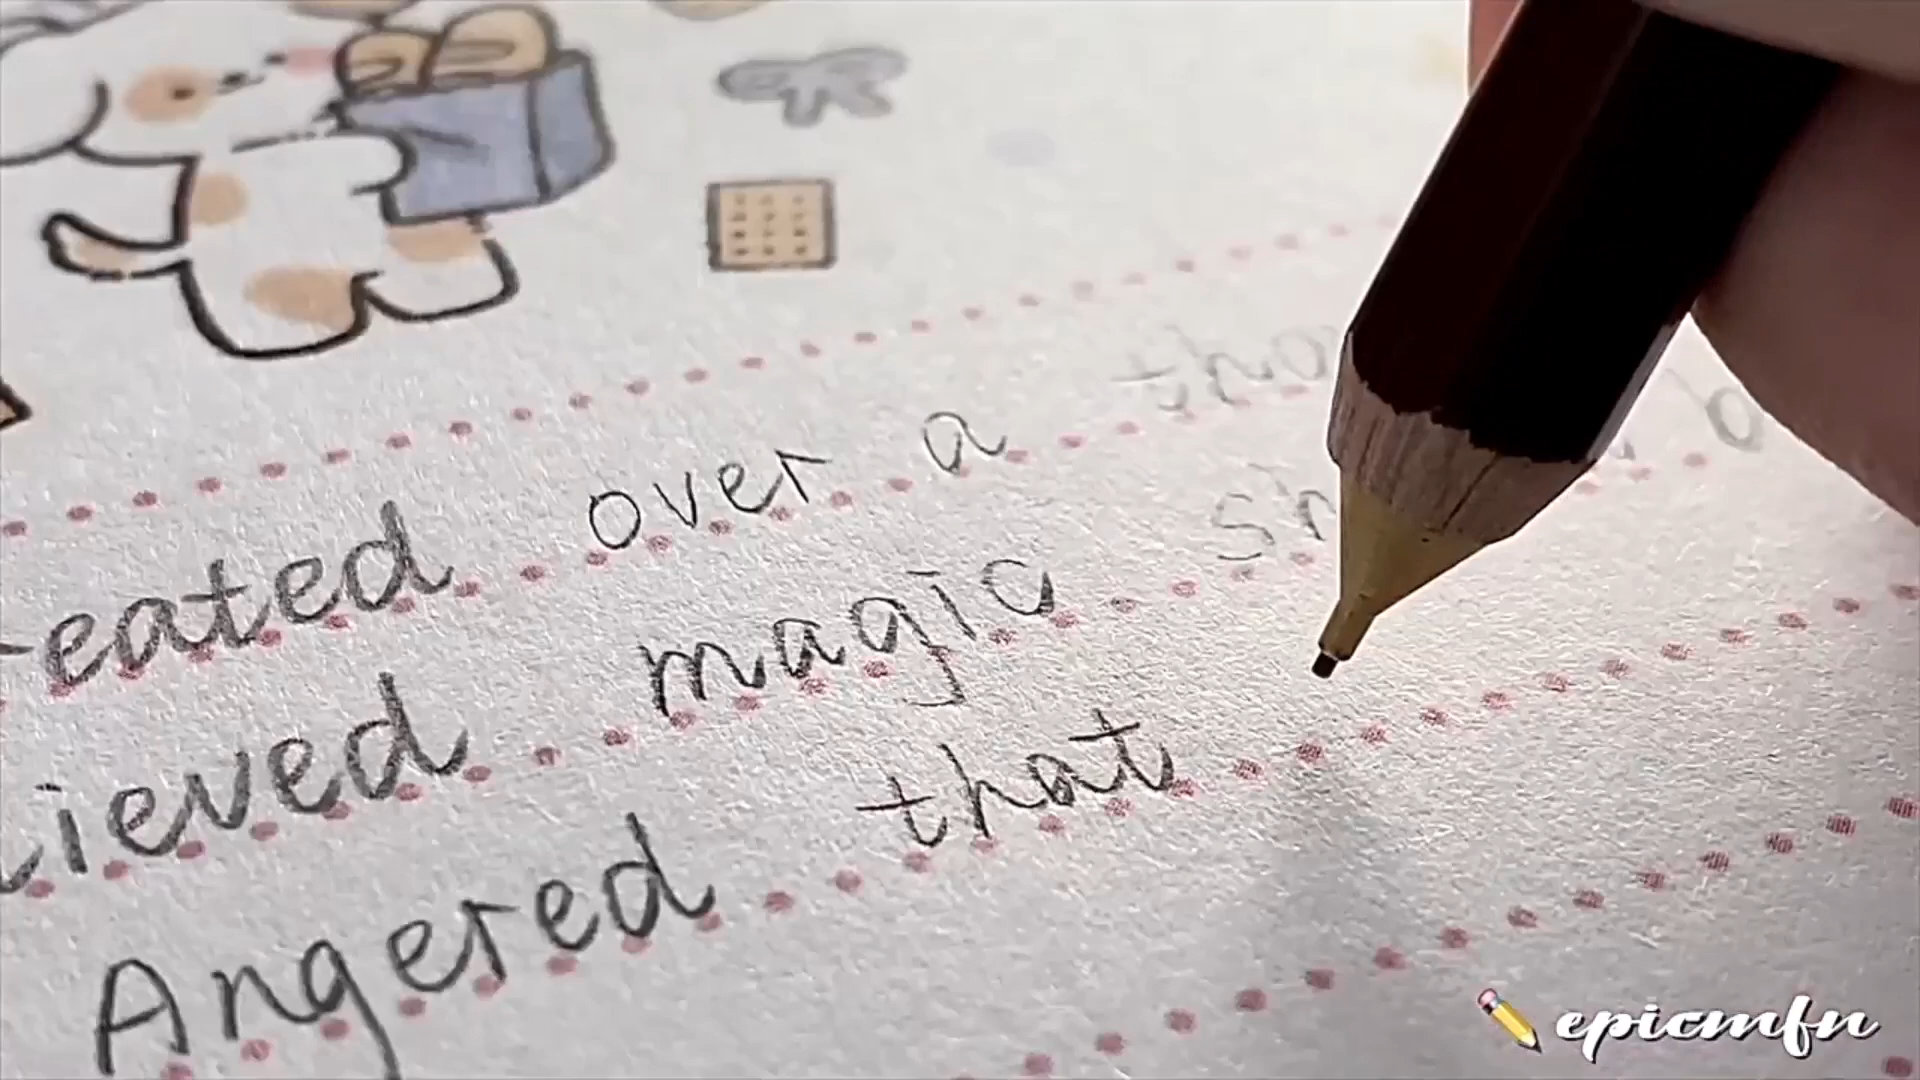 eated over a
ieved magic
Angered that
epicmfn